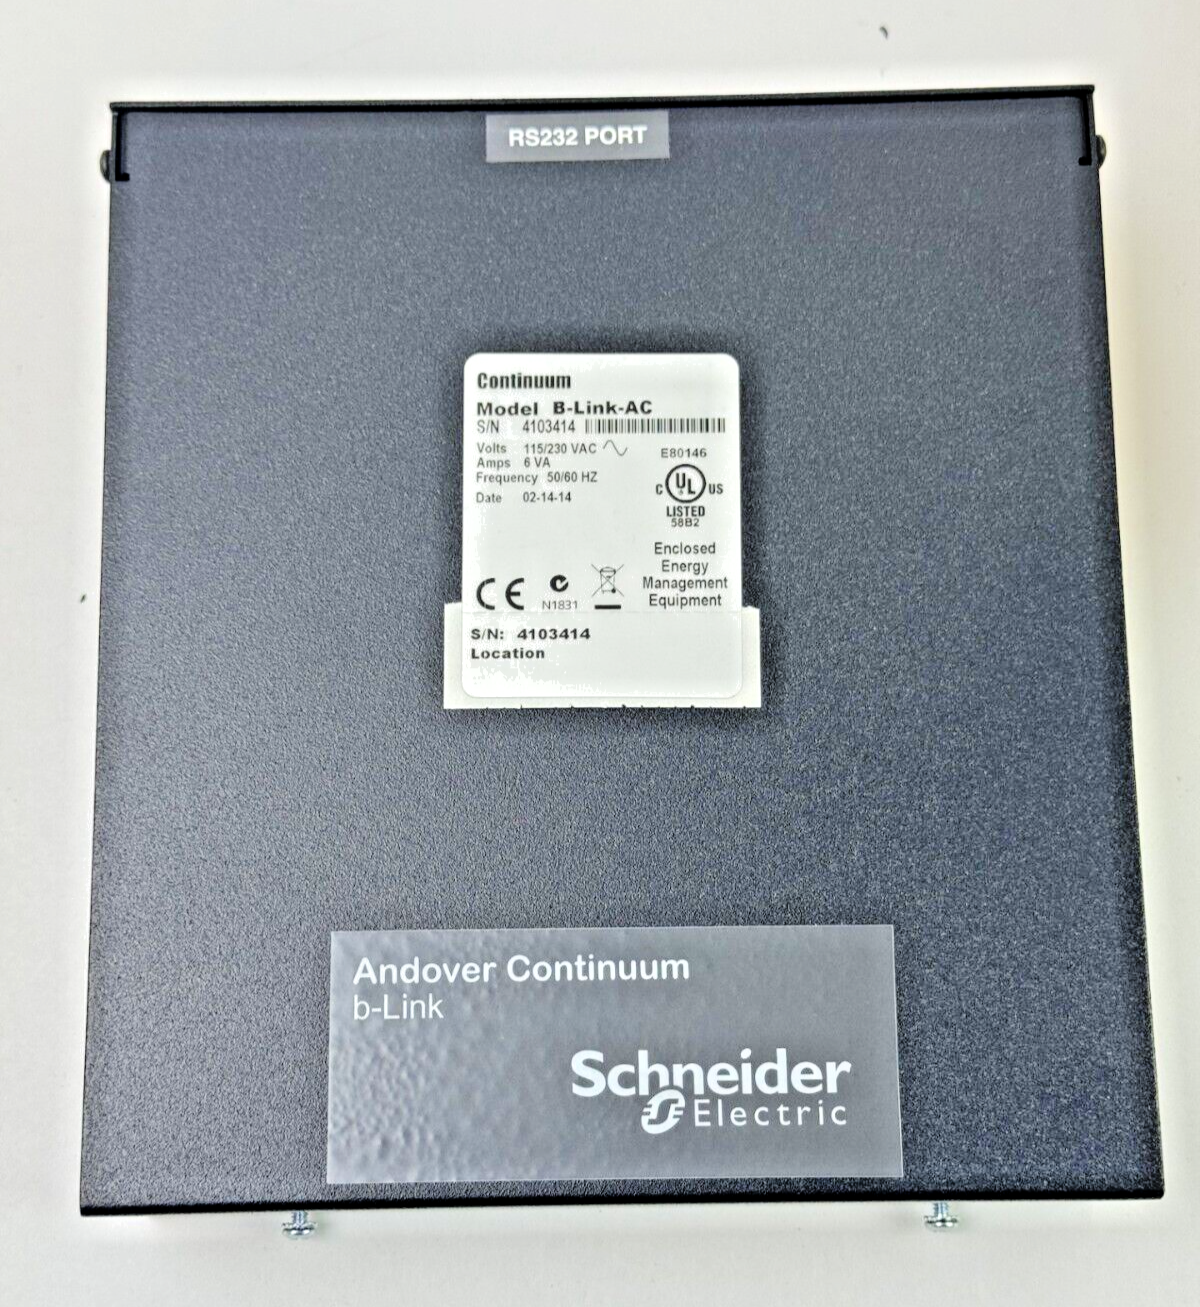 RS232 PORT
Continuum
Model B-Link-AC
S/N 4103414
Volts 115/230 VAC
Amps 6 VA
Frequency 50/60 HZ
Date 02-14-14
E80146
C UL US
LISTED
58B2
Enclosed
Energy
Management
Equipment
CE
N1831
S/N: 4103414
Location
Andover Continuum
b-Link
Schneider
Electric